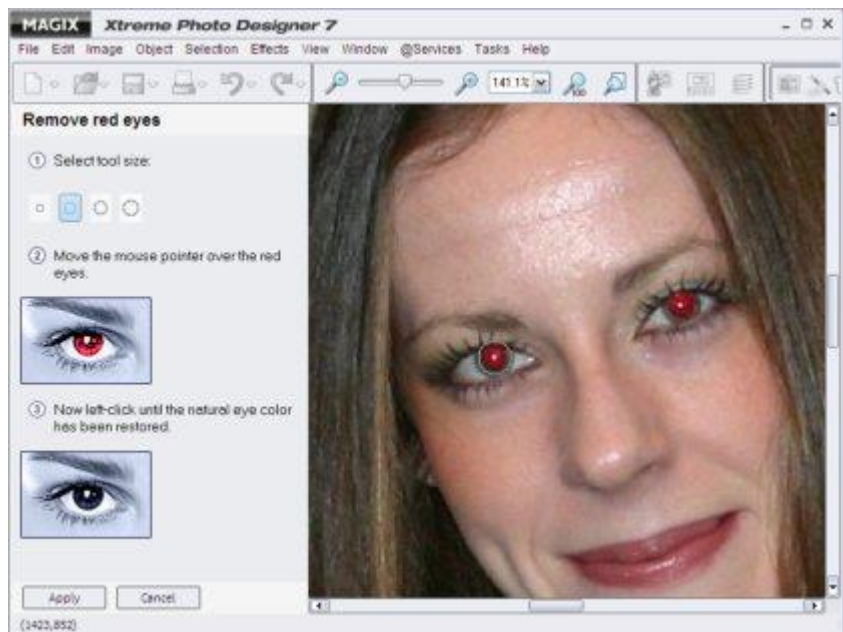 MAGIX Xtreme Photo Designer 7
File Edit Image Object Selection Effects View Window @Services Tasks Help
141.1%
100
Remove red eyes
1 Select tool size:
2 Move the mouse pointer over the red
eyes.
3 Now left-click until the natural eye color
has been restored.
Apply Cancel
(1423,852)